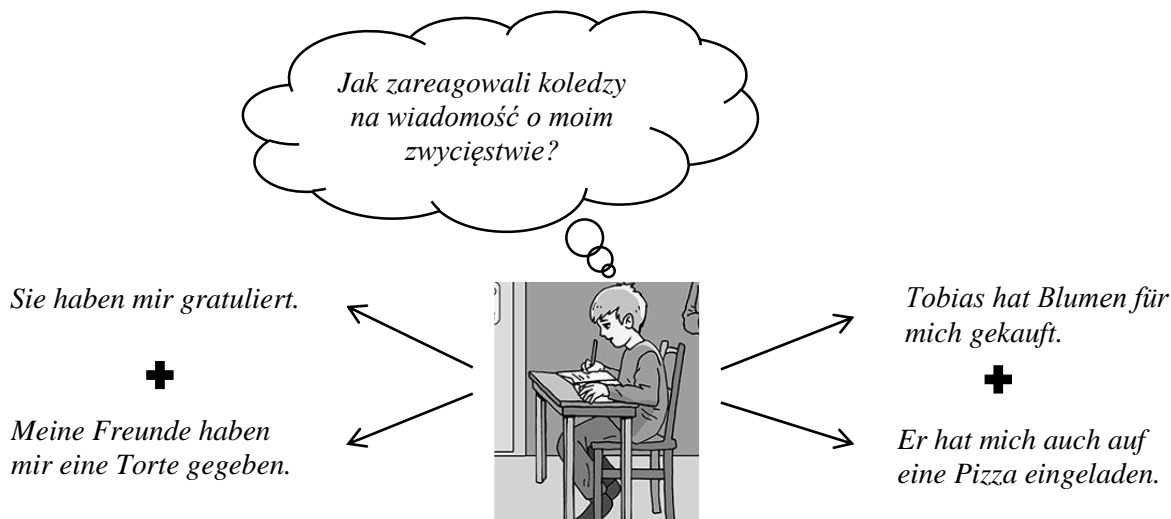 Jak zareagowali koledzy
na wiadomość o moim
zwycięstwie?
Sie haben mir gratuliert.
Meine Freunde haben
mir eine Torte gegeben.
Tobias hat Blumen für
mich gekauft.
Er hat mich auch auf
eine Pizza eingeladen.